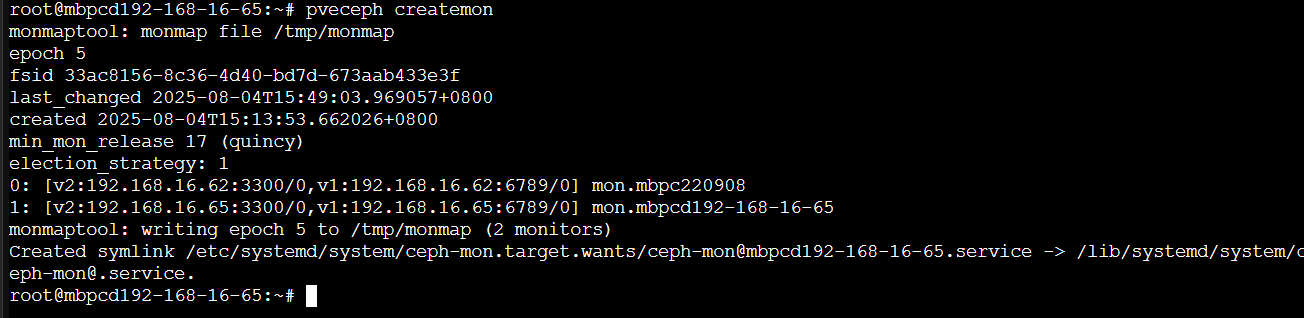 root@mbpcd192-168-16-65:~# pveceph createmon
monmaptool: monmap file /tmp/monmap
epoch 5
fsid 33ac8156-8c36-4d40-bd7d-673aab433e3f
last_changed 2025-08-04T15:49:03.969057+0800
created 2025-08-04T15:13:53.662026+0800
min_mon_release 17 (quincy)
election_strategy: 1
0: [v2:192.168.16.62:3300/0,v1:192.168.16.62:6789/0] mon.mbpc220908
1: [v2:192.168.16.65:3300/0,v1:192.168.16.65:6789/0] mon.mbpcd192-168-16-65
monmaptool: writing epoch 5 to /tmp/monmap (2 monitors)
Created symlink /etc/systemd/system/ceph-mon.target.wants/ceph-mon@mbpcd192-168-16-65.service -> /lib/systemd/system/c
eph-mon@.service.
root@mbpcd192-168-16-65:~#